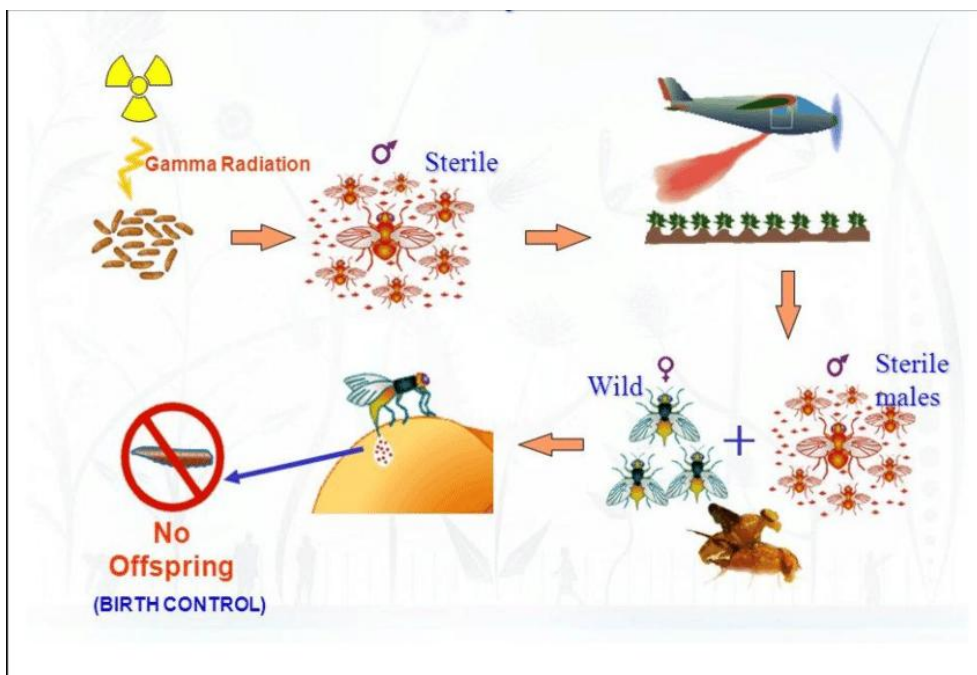 Gamma Radiation
♂
Sterile
♀
Wild
+
♂
Sterile
males
No
Offspring
(BIRTH CONTROL)